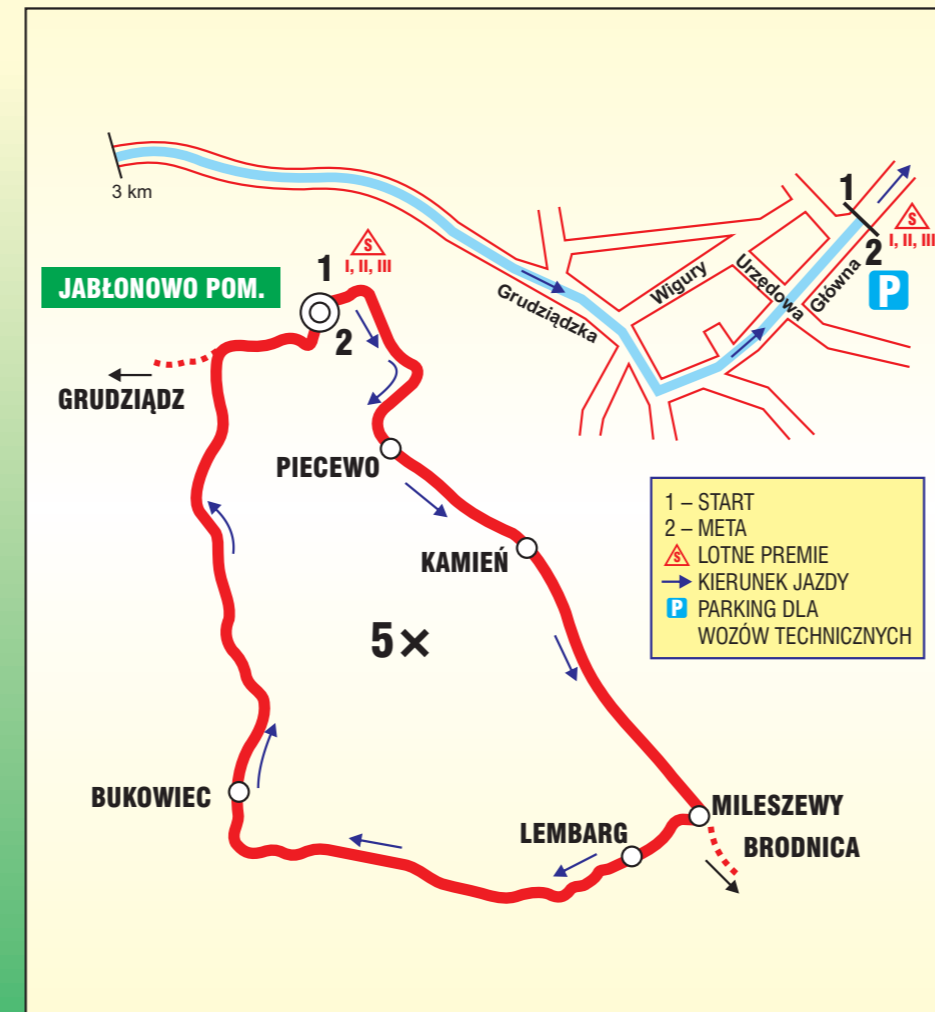 3 km
Grudziądzka
Wigury
Urzędowa
Główna
1
2
S
I, II, III
P
JABŁONOWO POM.
1
S
I, II, III
2
GRUDZIĄDZ
PIECEWO
KAMIEŃ
5×
1 – START
2 – META
S LOTNE PREMIE
KIERUNEK JAZDY
P PARKING DLA
WOZÓW TECHNICZNYCH
BUKOWIEC
LEMBARG
MILESZEWY
BRODNICA